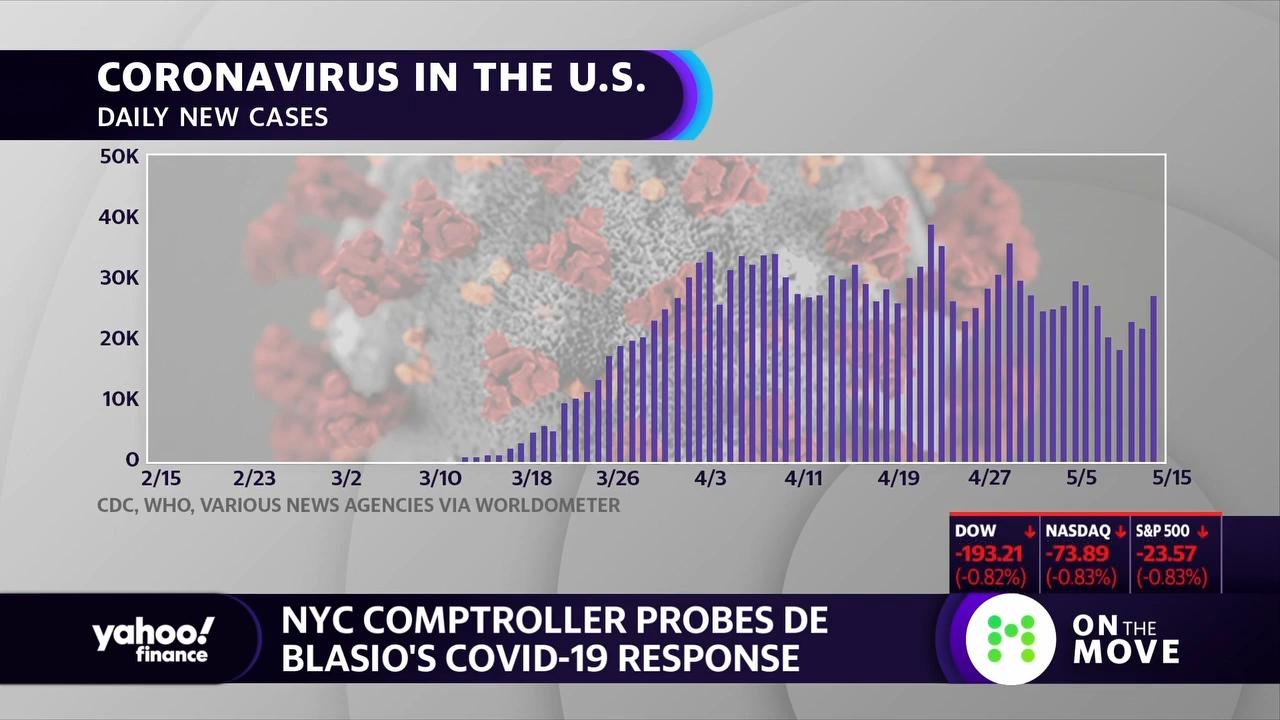 CORONAVIRUS IN THE U.S.
DAILY NEW CASES
50K
40K
30K
20K
10K
0
2/15 2/23 3/2 3/10 3/18 3/26 4/3 4/11 4/19 4/27 5/5 5/15
CDC, WHO, VARIOUS NEWS AGENCIES VIA WORLDOMETER
DOW NASDAQ S&P 500
-193.21 -73.89 -23.57
(-0.82%) (-0.83%) (-0.83%)
yahoo!
finance
NYC COMPTROLLER PROBES DE
BLASIO'S COVID-19 RESPONSE
ON THE
MOVE